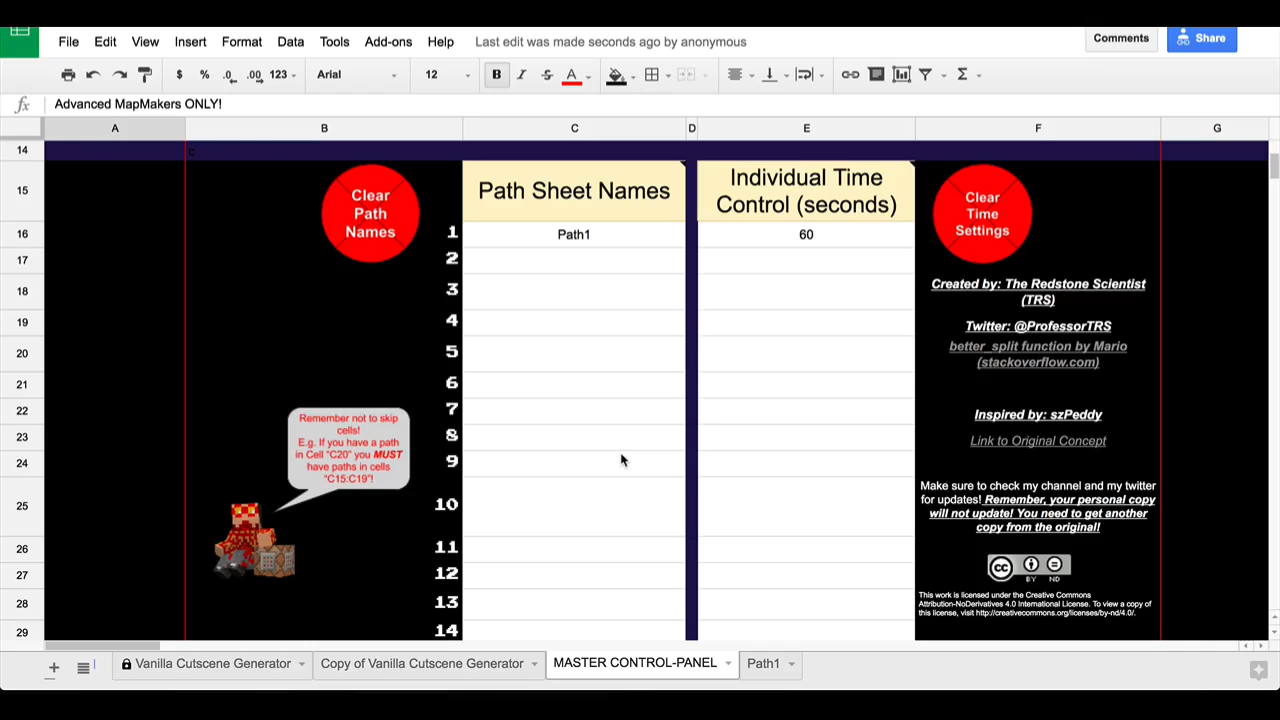 File Edit View Insert Format Data Tools Add-ons Help Last edit was made seconds ago by anonymous Comments Share
$ % .0 .00 123 Arial 12 B I S A Σ
fx Advanced MapMakers ONLY!
A B C D E F G
14
15 Clear Path Names Path Sheet Names Individual Time Control (seconds) Clear Time Settings
16 1 Path1 60
17 2
18 3 Created by: The Redstone Scientist
(TRS)
19 4 Twitter: @ProfessorTRS
20 5 better_split function by Mario
(stackoverflow.com)
21 6
22 7 Inspired by: szPeddy
Remember not to skip
cells!
23 8 Link to Original Concept
E.g. If you have a path
in Cell "C20" you MUST
have paths in cells
"C15:C19"!
24 9
25 10 Make sure to check my channel and my twitter
for updates! Remember, your personal copy
will not update! You need to get another
copy from the original!
26 11
27 12 cc BY ND
28 13 This work is licensed under the Creative Commons
Attribution-NoDerivatives 4.0 International License. To view a copy of
this license, visit http://creativecommons.org/licenses/by-nd/4.0/.
29 14
+ Vanilla Cutscene Generator Copy of Vanilla Cutscene Generator MASTER CONTROL-PANEL Path1